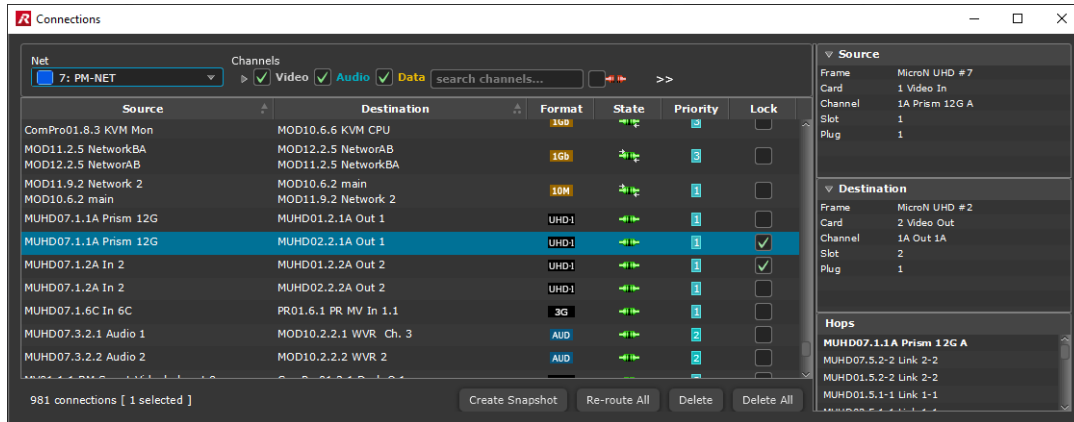 Connections
Net
7: PM-NET
Channels
Video Audio Data search channels... >>
Source Destination Format State Priority Lock
ComPro01.8.3 KVM Mon MOD10.6.6 KVM CPU 1Gb 3
MOD11.2.5 NetworkBA MOD12.2.5 NetworAB
1Gb 3
MOD12.2.5 NetworAB MOD11.2.5 NetworkBA
MOD11.9.2 Network 2 MOD10.6.2 main
10M 1
MOD10.6.2 main MOD11.9.2 Network 2
MUHD07.1.1A Prism 12G MUHD01.2.1A Out 1 UHD-I 1
MUHD07.1.1A Prism 12G MUHD02.2.1A Out 1 UHD-I 1
MUHD07.1.2A In 2 MUHD01.2.2A Out 2 UHD-I 1
MUHD07.1.2A In 2 MUHD02.2.2A Out 2 UHD-I 1
MUHD07.1.6C In 6C PR01.6.1 PR MV In 1.1 3G 1
MUHD07.3.2.1 Audio 1 MOD10.2.2.1 WVR Ch. 3 AUD 2
MUHD07.3.2.2 Audio 2 MOD10.2.2.2 WVR 2 AUD 2
981 connections [ 1 selected ] Create Snapshot Re-route All Delete Delete All
Source
Frame MicroN UHD #7
Card 1 Video In
Channel 1A Prism 12G A
Slot 1
Plug 1
Destination
Frame MicroN UHD #2
Card 2 Video Out
Channel 1A Out 1A
Slot 2
Plug 1
Hops
MUHD07.1.1A Prism 12G A
MUHD07.5.2-2 Link 2-2
MUHD01.5.2-2 Link 2-2
MUHD01.5.1-1 Link 1-1